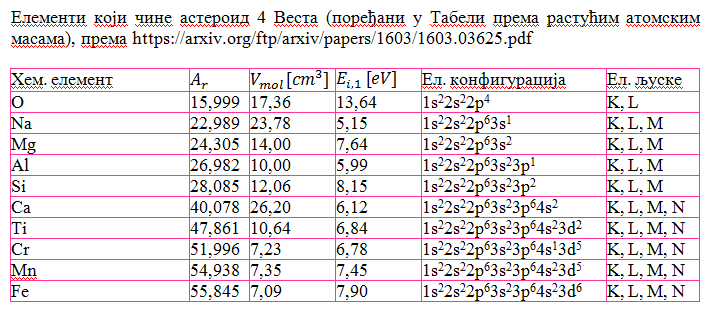 Елементи који чине астероид 4 Веста (поређани у Табели према растућим атомским
масама), према https://arxiv.org/ftp/arxiv/papers/1603/1603.03625.pdf
Хем. елемент A_r V_mol [cm³] E_i,1 [eV] Ел. конфигурација Ел. љуске
O 15,999 17,36 13,64 1s²2s²2p⁴ K, L
Na 22,989 23,78 5,15 1s²2s²2p⁶3s¹ K, L, M
Mg 24,305 14,00 7,64 1s²2s²2p⁶3s² K, L, M
Al 26,982 10,00 5,99 1s²2s²2p⁶3s²3p¹ K, L, M
Si 28,085 12,06 8,15 1s²2s²2p⁶3s²3p² K, L, M
Ca 40,078 26,20 6,12 1s²2s²2p⁶3s²3p⁶4s² K, L, M, N
Ti 47,861 10,64 6,84 1s²2s²2p⁶3s²3p⁶4s²3d² K, L, M, N
Cr 51,996 7,23 6,78 1s²2s²2p⁶3s²3p⁶4s¹3d⁵ K, L, M, N
Mn 54,938 7,35 7,45 1s²2s²2p⁶3s²3p⁶4s²3d⁵ K, L, M, N
Fe 55,845 7,09 7,90 1s²2s²2p⁶3s²3p⁶4s²3d⁶ K, L, M, N